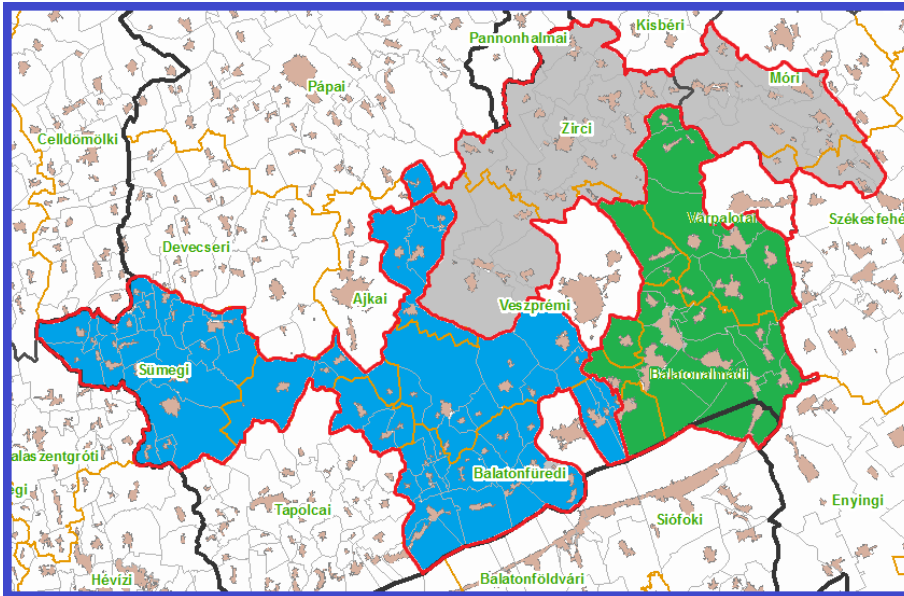 Kisbéri
Pannonhalmai
Móri
Pápai
Zirci
Celldömölki
Várpalotai
Székesfehé
Devecseri
Ajkai
Veszprémi
Sümegi
Balatonalmádi
alaszentgróti
égi
Balatonfüredi
Tapolcai
Enyingi
Siófoki
Hévízi
Balatonföldvári